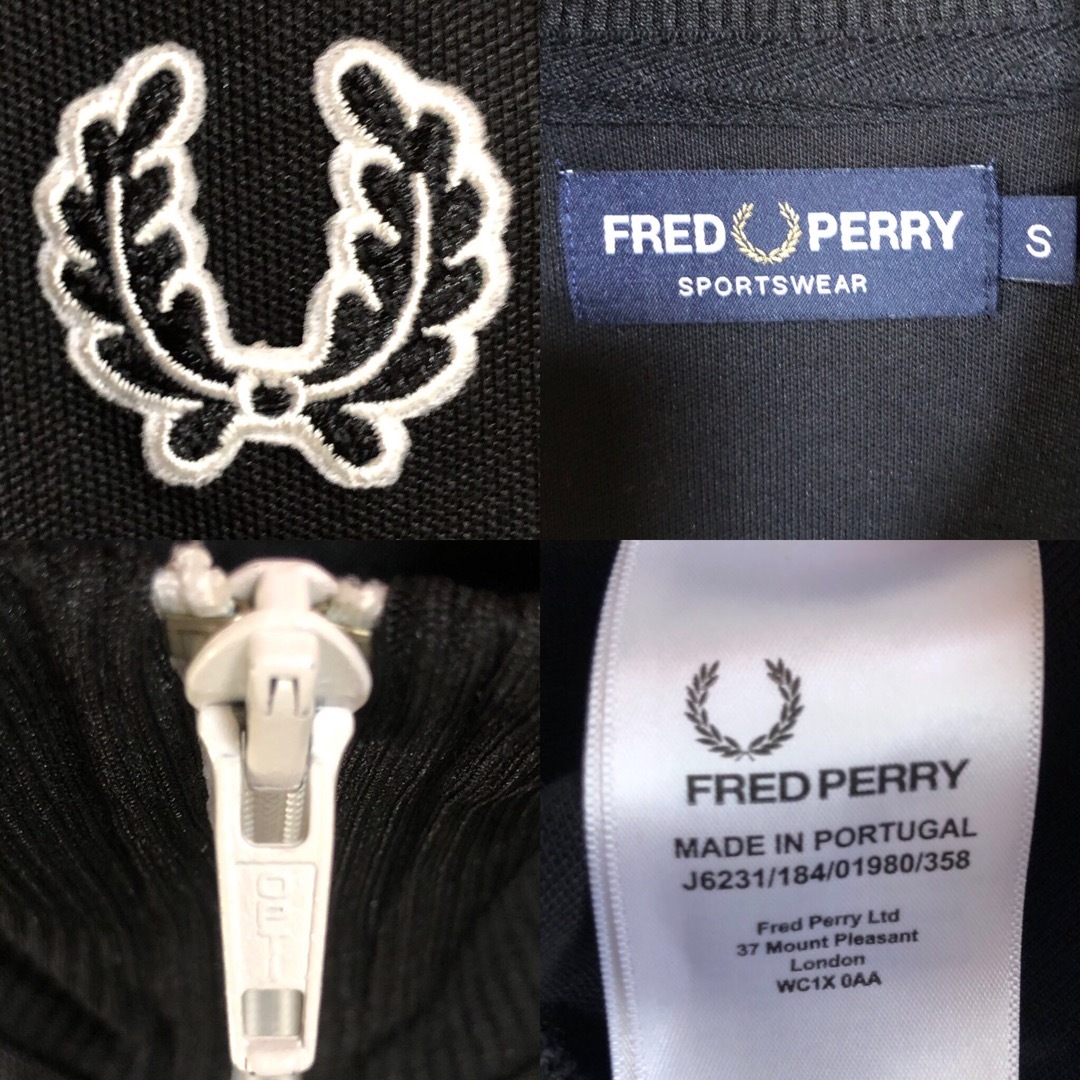 FRED PERRY
SPORTSWEAR
S
OPTI
FRED PERRY
MADE IN PORTUGAL
J6231/184/01980/358
Fred Perry Ltd
37 Mount Pleasant
London
WC1X 0AA